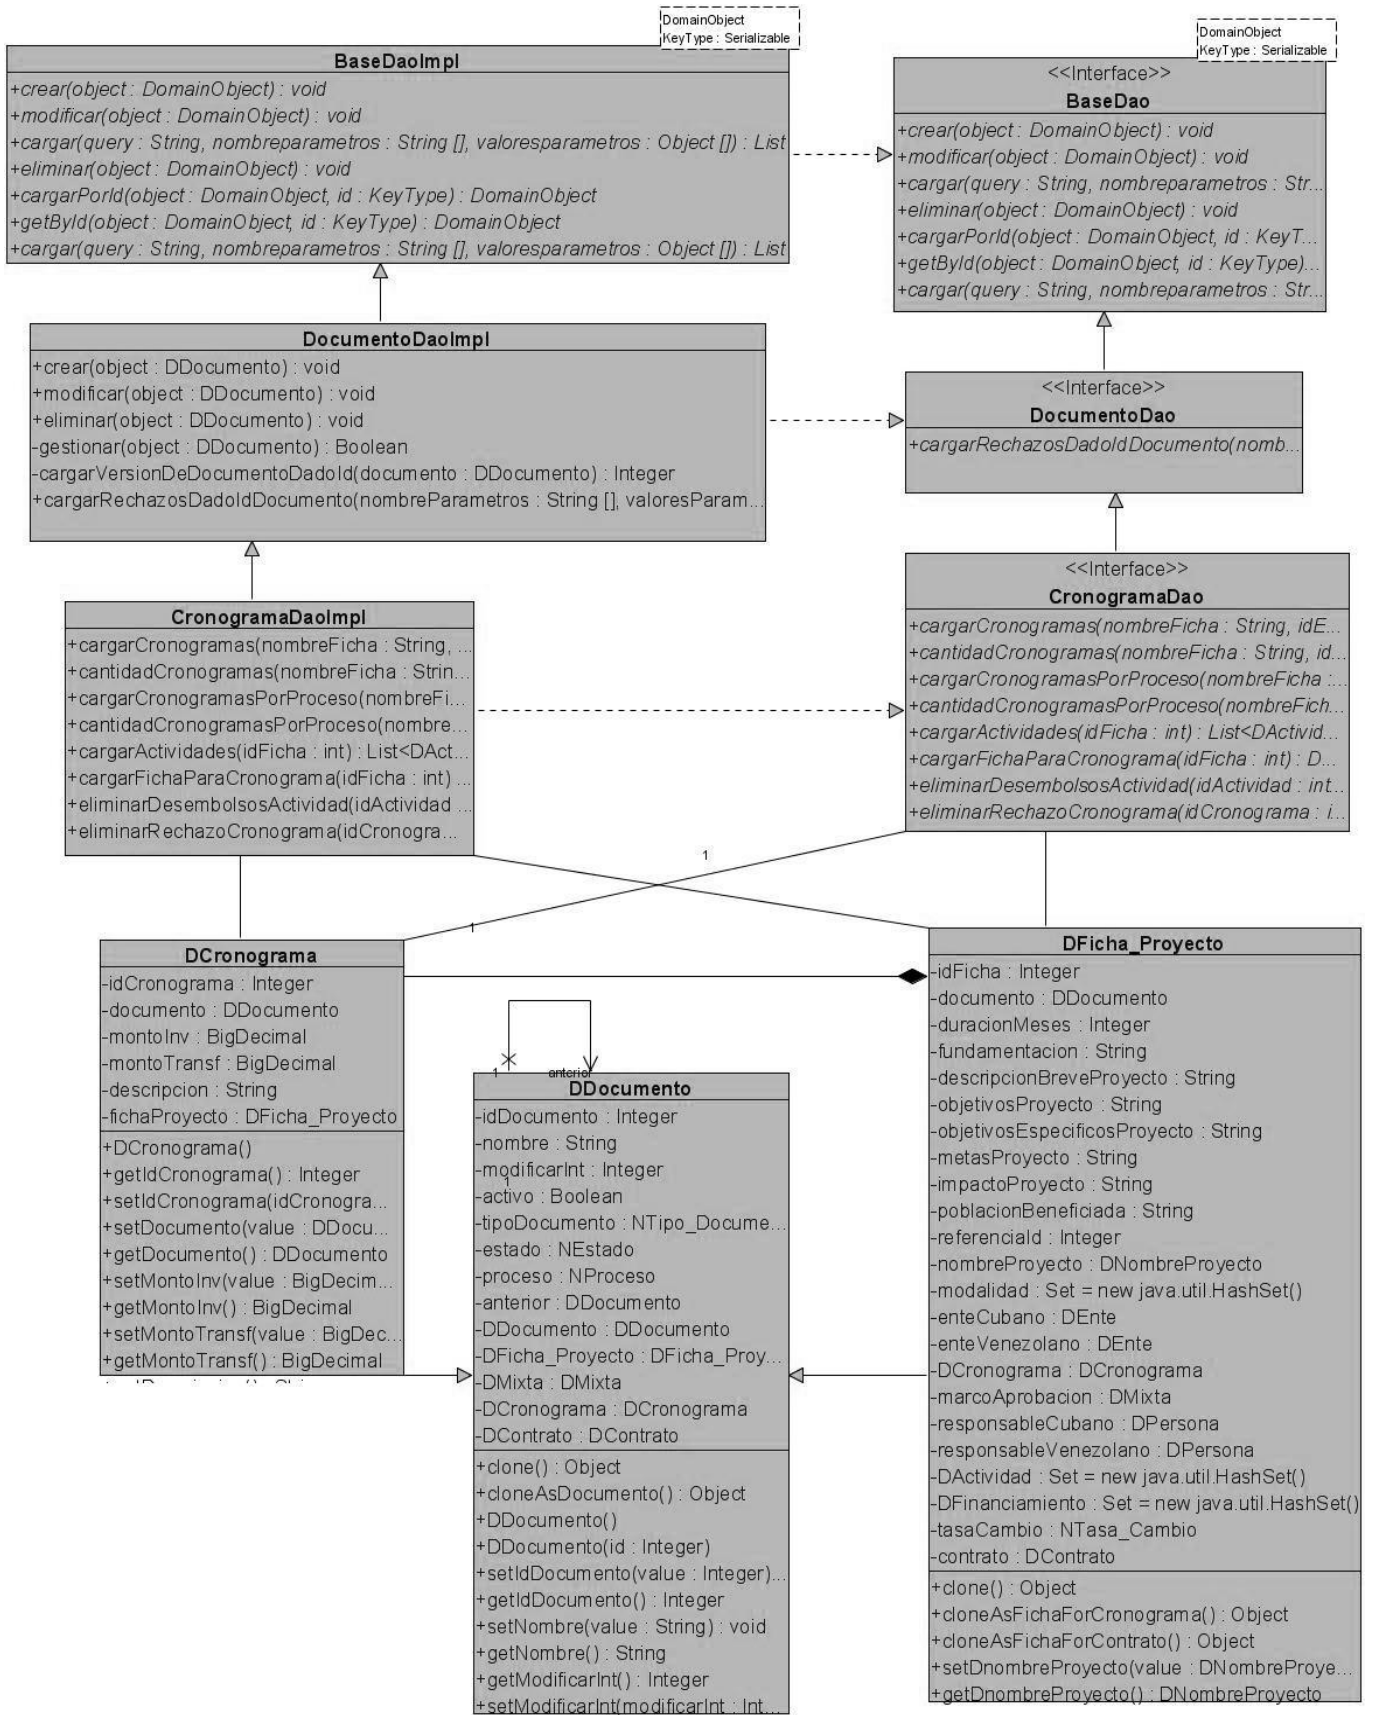 DomainObject
KeyType : Serializable
BaseDaoImpl
+crear(object : DomainObject) : void
+modificar(object : DomainObject) : void
+cargar(query : String, nombreparametros : String [], valoresparametros : Object []) : List
+eliminar(object : DomainObject) : void
+cargarPorId(object : DomainObject, id : KeyType) : DomainObject
+getById(object : DomainObject, id : KeyType) : DomainObject
+cargar(query : String, nombreparametros : String [], valoresparametros : Object []) : List
DomainObject
KeyType : Serializable
<<Interface>>
BaseDao
+crear(object : DomainObject) : void
+modificar(object : DomainObject) : void
+cargar(query : String, nombreparametros : Str...
+eliminar(object : DomainObject) : void
+cargarPorId(object : DomainObject, id : KeyT...
+getById(object : DomainObject, id : KeyType)...
+cargar(query : String, nombreparametros : Str...
DocumentoDaoImpl
+crear(object : DDocumento) : void
+modificar(object : DDocumento) : void
+eliminar(object : DDocumento) : void
-gestionar(object : DDocumento) : Boolean
-cargarVersionDeDocumentoDadoId(documento : DDocumento) : Integer
+cargarRechazosDadoIdDocumento(nombreParametros : String [], valoresParam...
<<Interface>>
DocumentoDao
+cargarRechazosDadoIdDocumento(nomb...
CronogramaDaoImpl
+cargarCronogramas(nombreFicha : String, ...
+cantidadCronogramas(nombreFicha : Strin...
+cargarCronogramasPorProceso(nombreFi...
+cantidadCronogramasPorProceso(nombre...
+cargarActividades(idFicha : int) : List<DAct...
+cargarFichaParaCronograma(idFicha : int) ...
+eliminarDesembolsosActividad(idActividad ...
+eliminarRechazoCronograma(idCronogra...
<<Interface>>
CronogramaDao
+cargarCronogramas(nombreFicha : String, idE...
+cantidadCronogramas(nombreFicha : String, id...
+cargarCronogramasPorProceso(nombreFicha :...
+cantidadCronogramasPorProceso(nombreFich...
+cargarActividades(idFicha : int) : List<DActivid...
+cargarFichaParaCronograma(idFicha : int) : D...
+eliminarDesembolsosActividad(idActividad : int...
+eliminarRechazoCronograma(idCronograma : i...
1
1
DCronograma
-idCronograma : Integer
-documento : DDocumento
-montoInv : BigDecimal
-montoTransf : BigDecimal
-descripcion : String
-fichaProyecto : DFicha_Proyecto
+DCronograma()
+getIdCronograma() : Integer
+setIdCronograma(idCronogra...
+setDocumento(value : DDocu...
+getDocumento() : DDocumento
+setMontoInv(value : BigDecim...
+getMontoInv() : BigDecimal
+setMontoTransf(value : BigDec...
+getMontoTransf() : BigDecimal
1
anterior
DDocumento
-idDocumento : Integer
-nombre : String
-modificarInt : Integer
1
-activo : Boolean
-tipoDocumento : NTipo_Docume...
-estado : NEstado
-proceso : NProceso
-anterior : DDocumento
-DDocumento : DDocumento
-DFicha_Proyecto : DFicha_Proy...
-DMixta : DMixta
-DCronograma : DCronograma
-DContrato : DContrato
+clone() : Object
+cloneAsDocumento() : Object
+DDocumento()
+DDocumento(id : Integer)
+setIdDocumento(value : Integer)...
+getIdDocumento() : Integer
+setNombre(value : String) : void
+getNombre() : String
+getModificarInt() : Integer
+setModificarInt(modificarInt : Int...
DFicha_Proyecto
-idFicha : Integer
-documento : DDocumento
-duracionMeses : Integer
-fundamentacion : String
-descripcionBreveProyecto : String
-objetivosProyecto : String
-objetivosEspecificosProyecto : String
-metasProyecto : String
-impactoProyecto : String
-poblacionBeneficiada : String
-referenciaId : Integer
-nombreProyecto : DNombreProyecto
-modalidad : Set = new java.util.HashSet()
-enteCubano : DEnte
-enteVenezolano : DEnte
-DCronograma : DCronograma
-marcoAprobacion : DMixta
-responsableCubano : DPersona
-responsableVenezolano : DPersona
-DActividad : Set = new java.util.HashSet()
-DFinanciamiento : Set = new java.util.HashSet()
-tasaCambio : NTasa_Cambio
-contrato : DContrato
+clone() : Object
+cloneAsFichaForCronograma() : Object
+cloneAsFichaForContrato() : Object
+setDnombreProyecto(value : DNombreProye...
+getDnombreProyecto() : DNombreProyecto